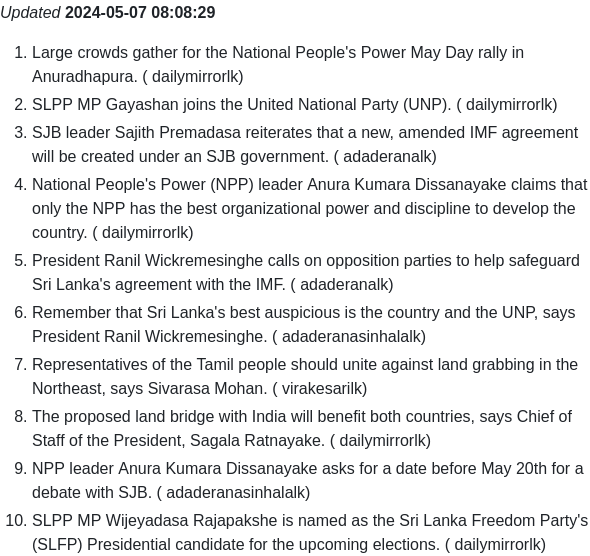 Updated 2024-05-07 08:08:29
1. Large crowds gather for the National People's Power May Day rally in
Anuradhapura. ( dailymirrorlk)
2. SLPP MP Gayashan joins the United National Party (UNP). ( dailymirrorlk)
3. SJB leader Sajith Premadasa reiterates that a new, amended IMF agreement
will be created under an SJB government. ( adaderanalk)
4. National People's Power (NPP) leader Anura Kumara Dissanayake claims that
only the NPP has the best organizational power and discipline to develop the
country. ( dailymirrorlk)
5. President Ranil Wickremesinghe calls on opposition parties to help safeguard
Sri Lanka's agreement with the IMF. ( adaderanalk)
6. Remember that Sri Lanka's best auspicious is the country and the UNP, says
President Ranil Wickremesinghe. ( adaderanasinhalalk)
7. Representatives of the Tamil people should unite against land grabbing in the
Northeast, says Sivarasa Mohan. ( virakesarilk)
8. The proposed land bridge with India will benefit both countries, says Chief of
Staff of the President, Sagala Ratnayake. ( dailymirrorlk)
9. NPP leader Anura Kumara Dissanayake asks for a date before May 20th for a
debate with SJB. ( adaderanasinhalalk)
10. SLPP MP Wijeyadasa Rajapakshe is named as the Sri Lanka Freedom Party's
(SLFP) Presidential candidate for the upcoming elections. ( dailymirrorlk)